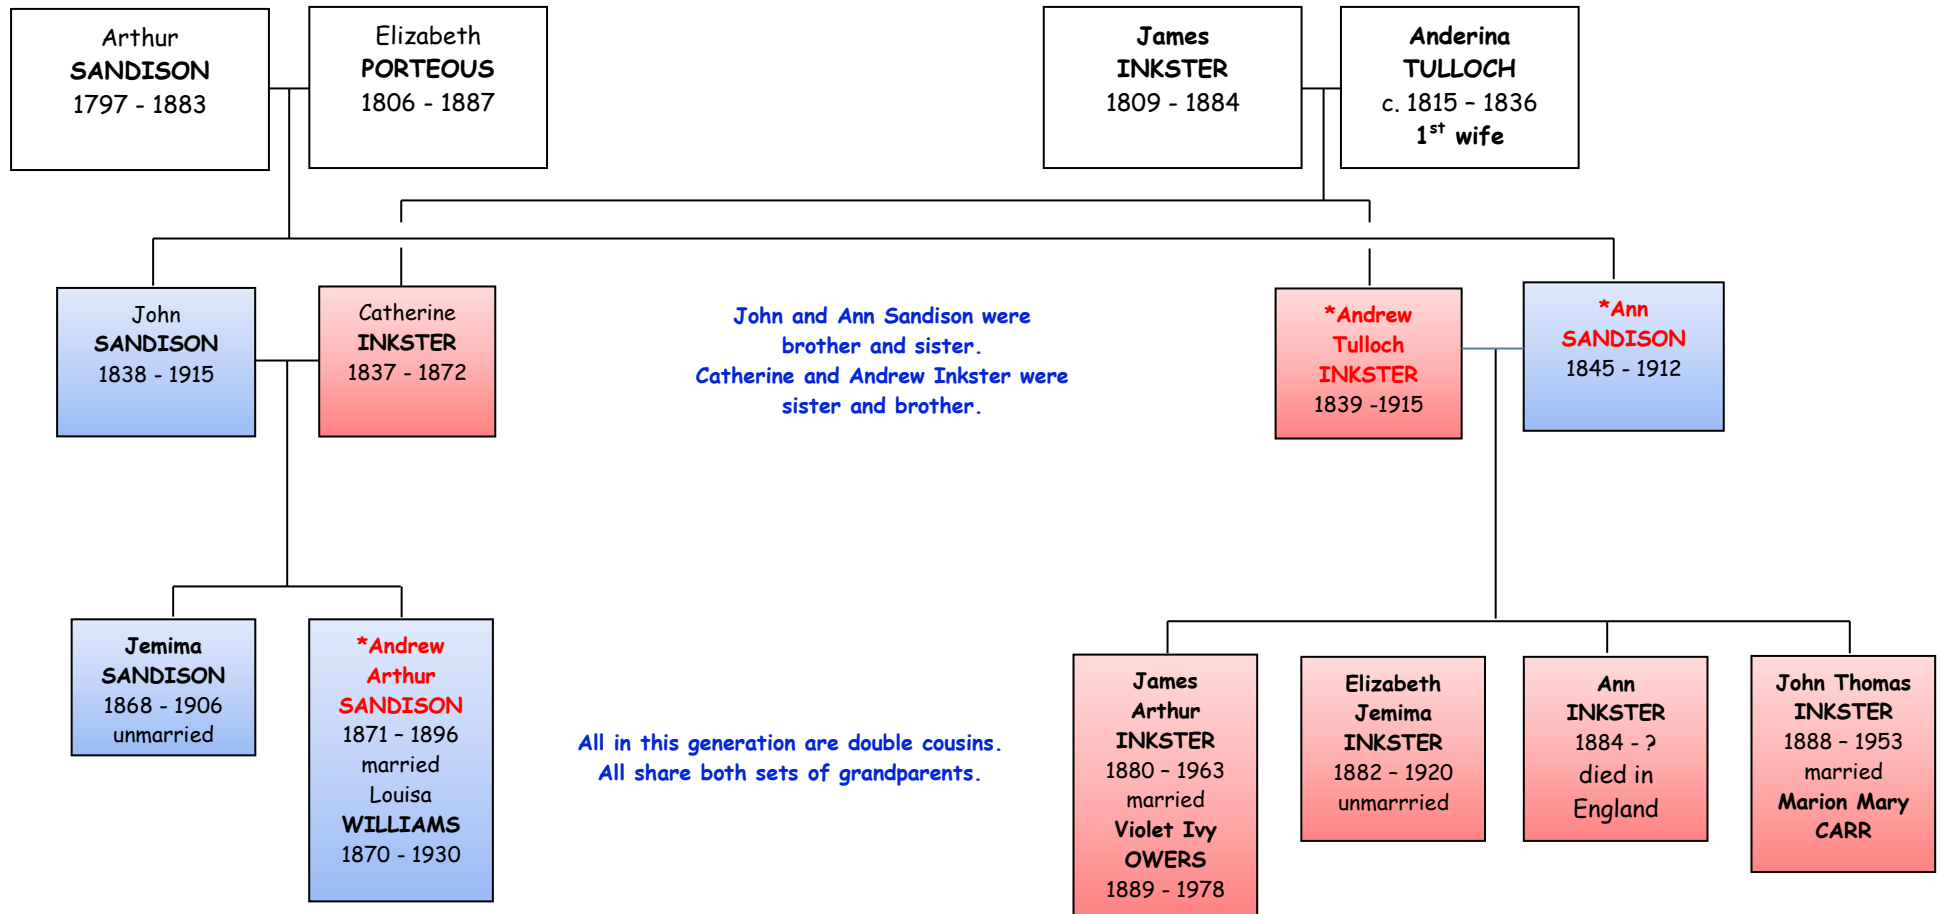 Arthur
SANDISON
1797 - 1883
Elizabeth
PORTEOUS
1806 - 1887
James
INKSTER
1809 - 1884
Anderina
TULLOCH
c. 1815 – 1836
1st wife
John
SANDISON
1838 - 1915
Catherine
INKSTER
1837 - 1872
John and Ann Sandison were
brother and sister.
Catherine and Andrew Inkster were
sister and brother.
*Andrew
Tulloch
INKSTER
1839 -1915
*Ann
SANDISON
1845 - 1912
Jemima
SANDISON
1868 - 1906
unmarried
*Andrew
Arthur
SANDISON
1871 – 1896
married
Louisa
WILLIAMS
1870 - 1930
All in this generation are double cousins.
All share both sets of grandparents.
James
Arthur
INKSTER
1880 – 1963
married
Violet Ivy
OWERS
1889 - 1978
Elizabeth
Jemima
INKSTER
1882 – 1920
unmarrried
Ann
INKSTER
1884 - ?
died in
England
John Thomas
INKSTER
1888 – 1953
married
Marion Mary
CARR